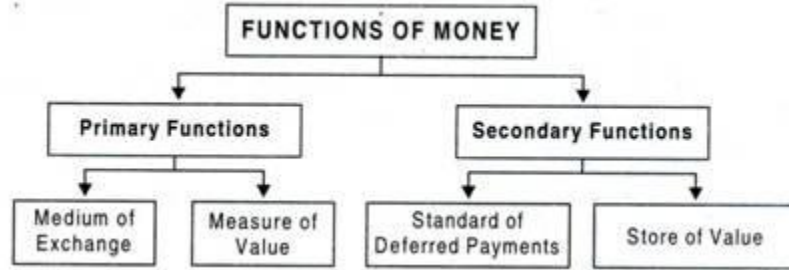 FUNCTIONS OF MONEY
Primary Functions
Secondary Functions
Medium of
Exchange
Measure of
Value
Standard of
Deferred Payments
Store of Value